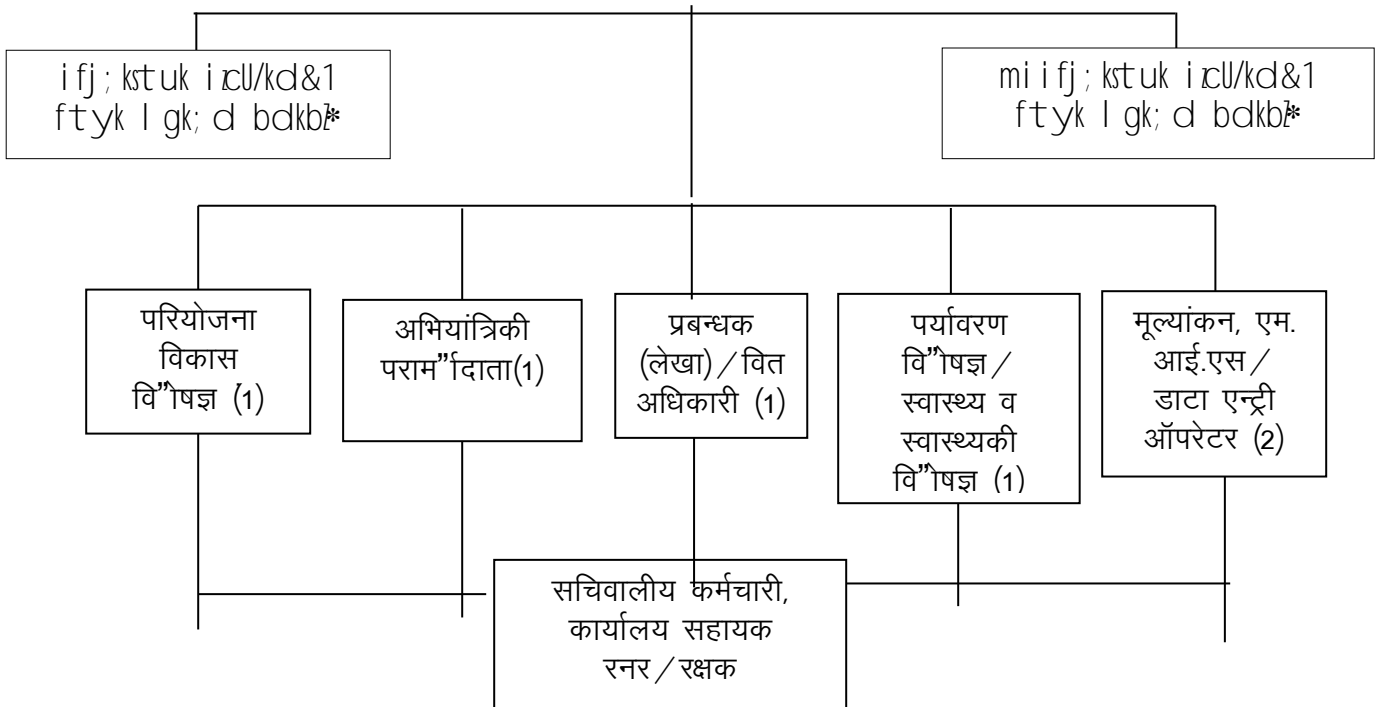 ifj;kstuk izcU/kd&1
ftyk lgk;d bdkbZ*
miifj;kstuk izcU/kd&1
ftyk lgk;d bdkbZ*
परियोजना
विकास
वि”ोषज्ञ (1)
अभियांत्रिकी
पराम”र्ादाता(1)
प्रबन्धक
(लेखा)/वित
अधिकारी (1)
पर्यावरण
वि”ोषज्ञ/
स्वास्थ्य व
स्वास्थ्यकी
वि”ोषज्ञ (1)
मूल्यांकन, एम.
आई.एस/
डाटा एन्ट्री
ऑपरेटर (2)
सचिवालीय कर्मचारी,
कार्यालय सहायक
रनर/रक्षक